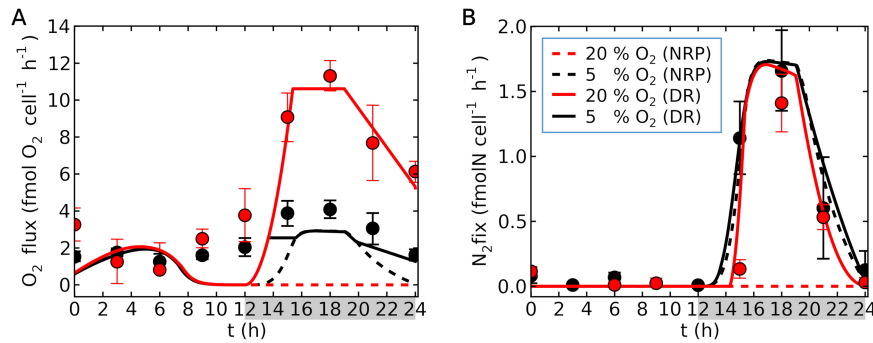 A
O₂ flux (fmol O₂ cell⁻¹ h⁻¹)
14
12
10
8
6
4
2
0
0 2 4 6 8 10 12 14 16 18 20 22 24
t (h)
B
N₂fix (fmolN cell⁻¹ h⁻¹)
2.0
1.5
1.0
0.5
0.0
20 % O₂ (NRP)
5 % O₂ (NRP)
20 % O₂ (DR)
5 % O₂ (DR)
0 2 4 6 8 10 12 14 16 18 20 22 24
t (h)